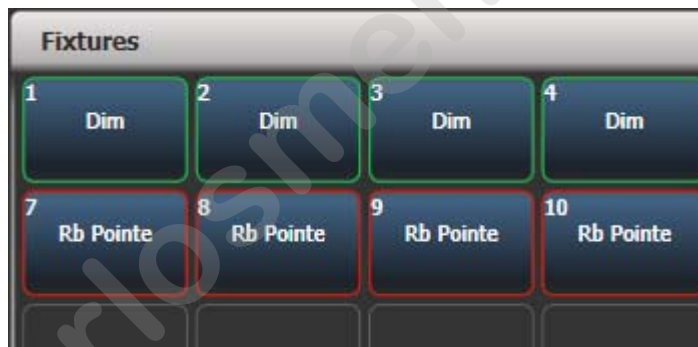 Fixtures
1 2 3 4
Dim Dim Dim Dim
7 8 9 10
Rb Pointe Rb Pointe Rb Pointe Rb Pointe